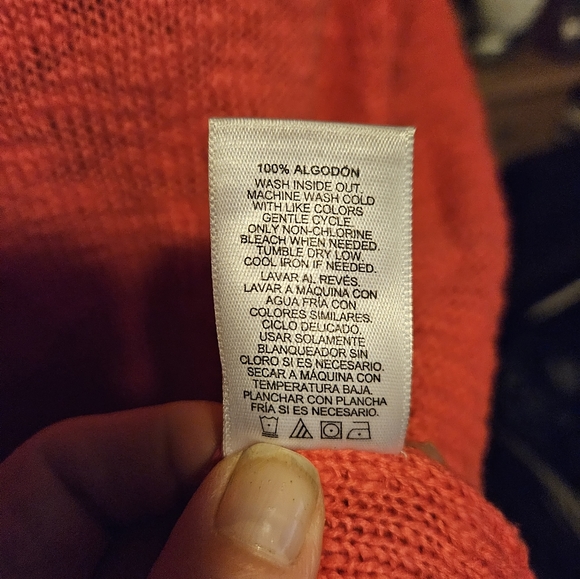 100% ALGODÓN
WASH INSIDE OUT.
MACHINE WASH COLD
WITH LIKE COLORS
GENTLE CYCLE.
ONLY NON-CHLORINE
BLEACH WHEN NEEDED.
TUMBLE DRY LOW.
COOL IRON IF NEEDED.
LAVAR AL REVÉS.
LAVAR A MÁQUINA CON
AGUA FRÍA CON
COLORES SIMILARES.
CICLO DELICADO.
USAR SOLAMENTE
BLANQUEADOR SIN
CLORO SI ES NECESARIO.
SECAR A MÁQUINA CON
TEMPERATURA BAJA.
PLANCHAR CON PLANCHA
FRÍA SI ES NECESARIO.